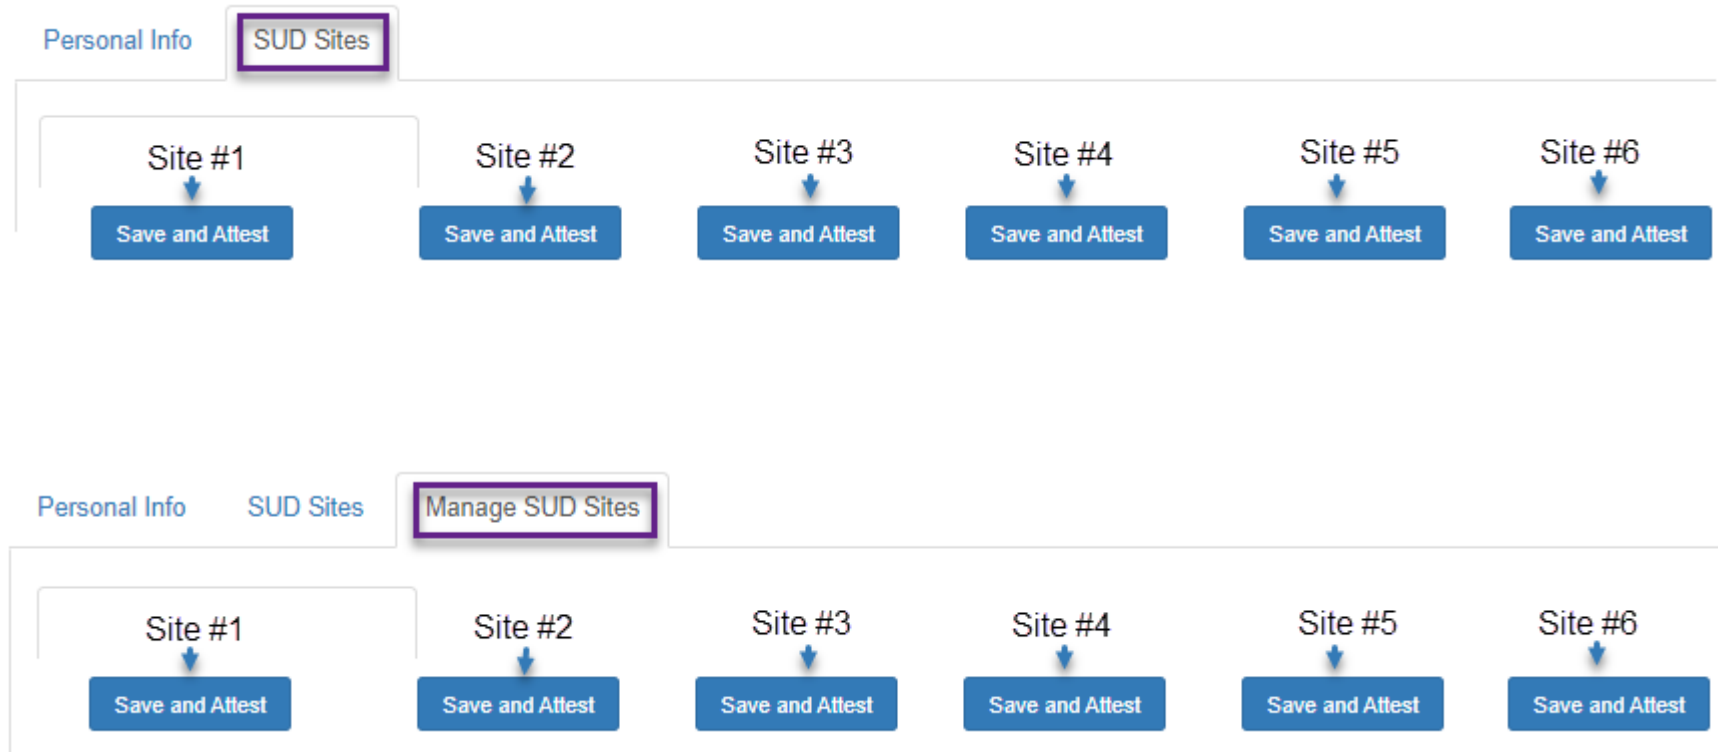 Personal Info SUD Sites
Site #1 Site #2 Site #3 Site #4 Site #5 Site #6
Save and Attest Save and Attest Save and Attest Save and Attest Save and Attest Save and Attest
Personal Info SUD Sites Manage SUD Sites
Site #1 Site #2 Site #3 Site #4 Site #5 Site #6
Save and Attest Save and Attest Save and Attest Save and Attest Save and Attest Save and Attest